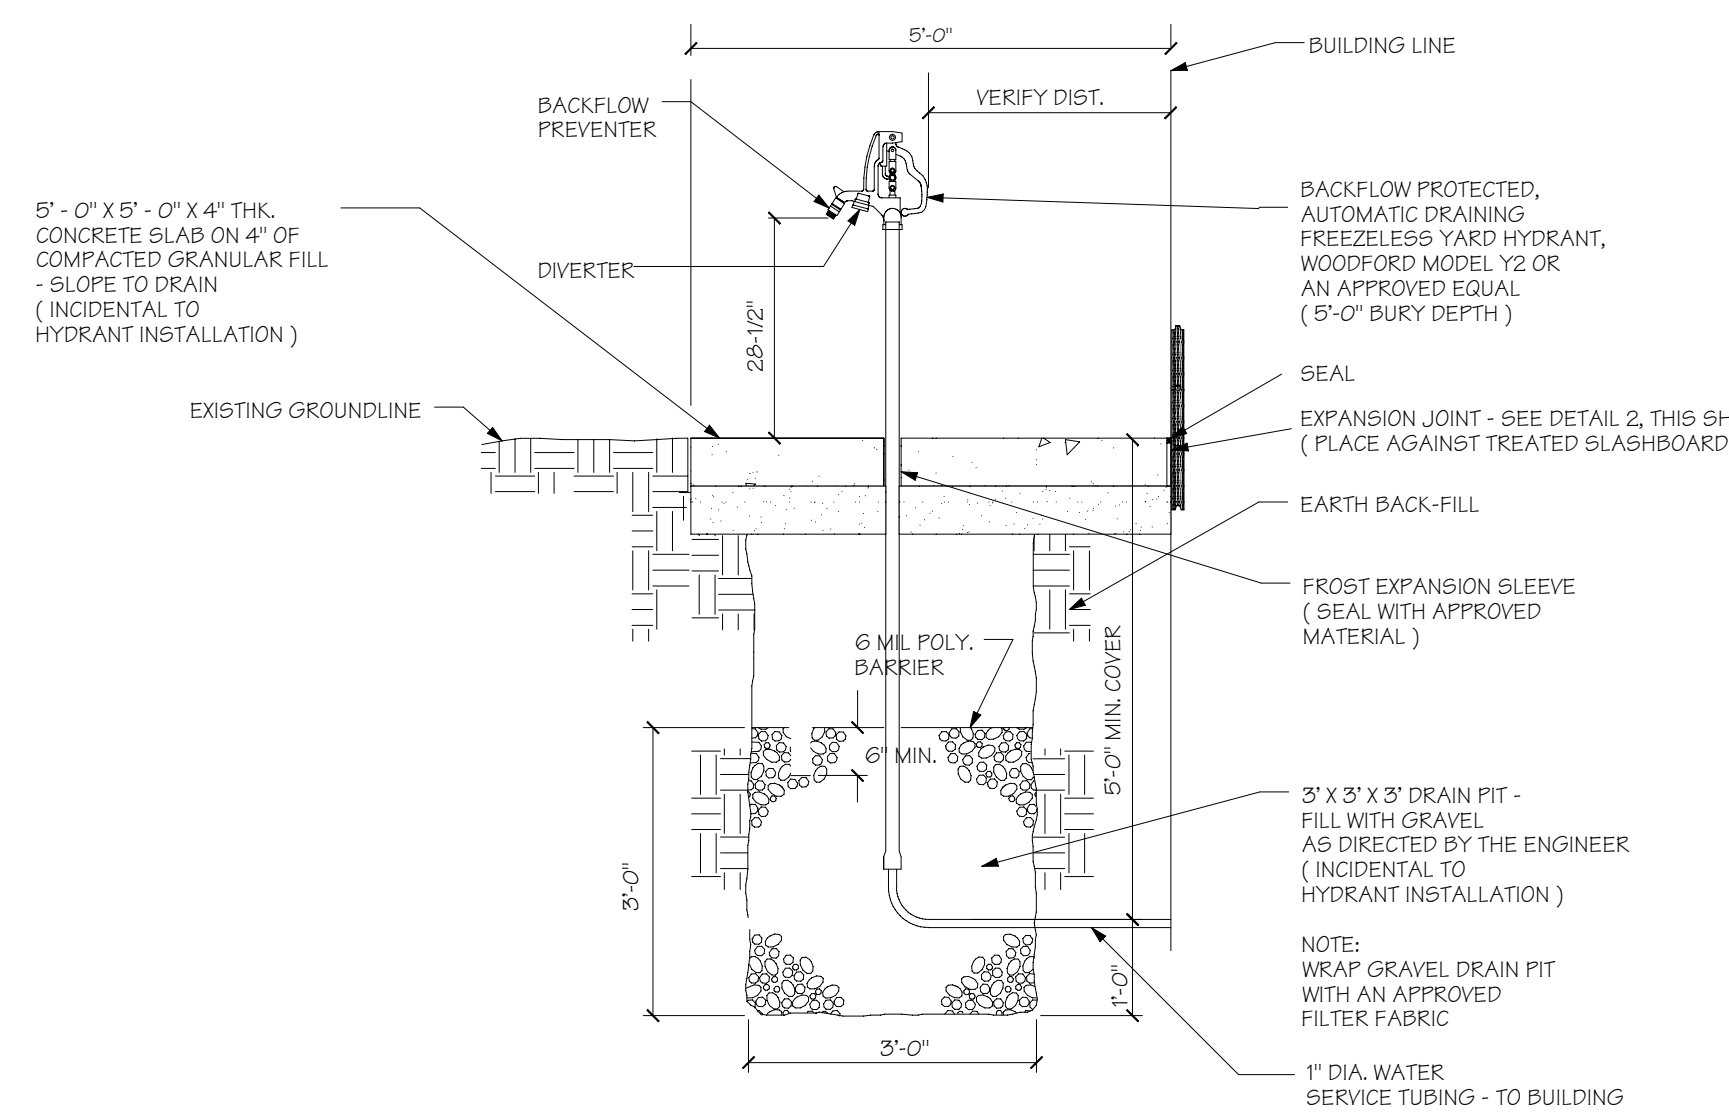 5'-0"
BUILDING LINE
VERIFY DIST.
BACKFLOW
PREVENTER
5' - 0" X 5' - 0" X 4" THK.
CONCRETE SLAB ON 4" OF
COMPACTED GRANULAR FILL
- SLOPE TO DRAIN
( INCIDENTAL TO
HYDRANT INSTALLATION )
BACKFLOW PROTECTED,
AUTOMATIC DRAINING
FREEZELESS YARD HYDRANT,
WOODFORD MODEL Y2 OR
AN APPROVED EQUAL
( 5'-0" BURY DEPTH )
DIVERTER
28-1/2"
SEAL
EXISTING GROUNDLINE
EXPANSION JOINT - SEE DETAIL 2, THIS SH
( PLACE AGAINST TREATED SLASHBOARD
EARTH BACK-FILL
FROST EXPANSION SLEEVE
( SEAL WITH APPROVED
MATERIAL )
6 MIL POLY.
BARRIER
5'-0" MIN. COVER
6" MIN.
3' X 3' X 3' DRAIN PIT -
FILL WITH GRAVEL
AS DIRECTED BY THE ENGINEER
( INCIDENTAL TO
HYDRANT INSTALLATION )
3'-0"
NOTE:
WRAP GRAVEL DRAIN PIT
WITH AN APPROVED
FILTER FABRIC
1'-0"
3'-0"
1" DIA. WATER
SERVICE TUBING - TO BUILDING